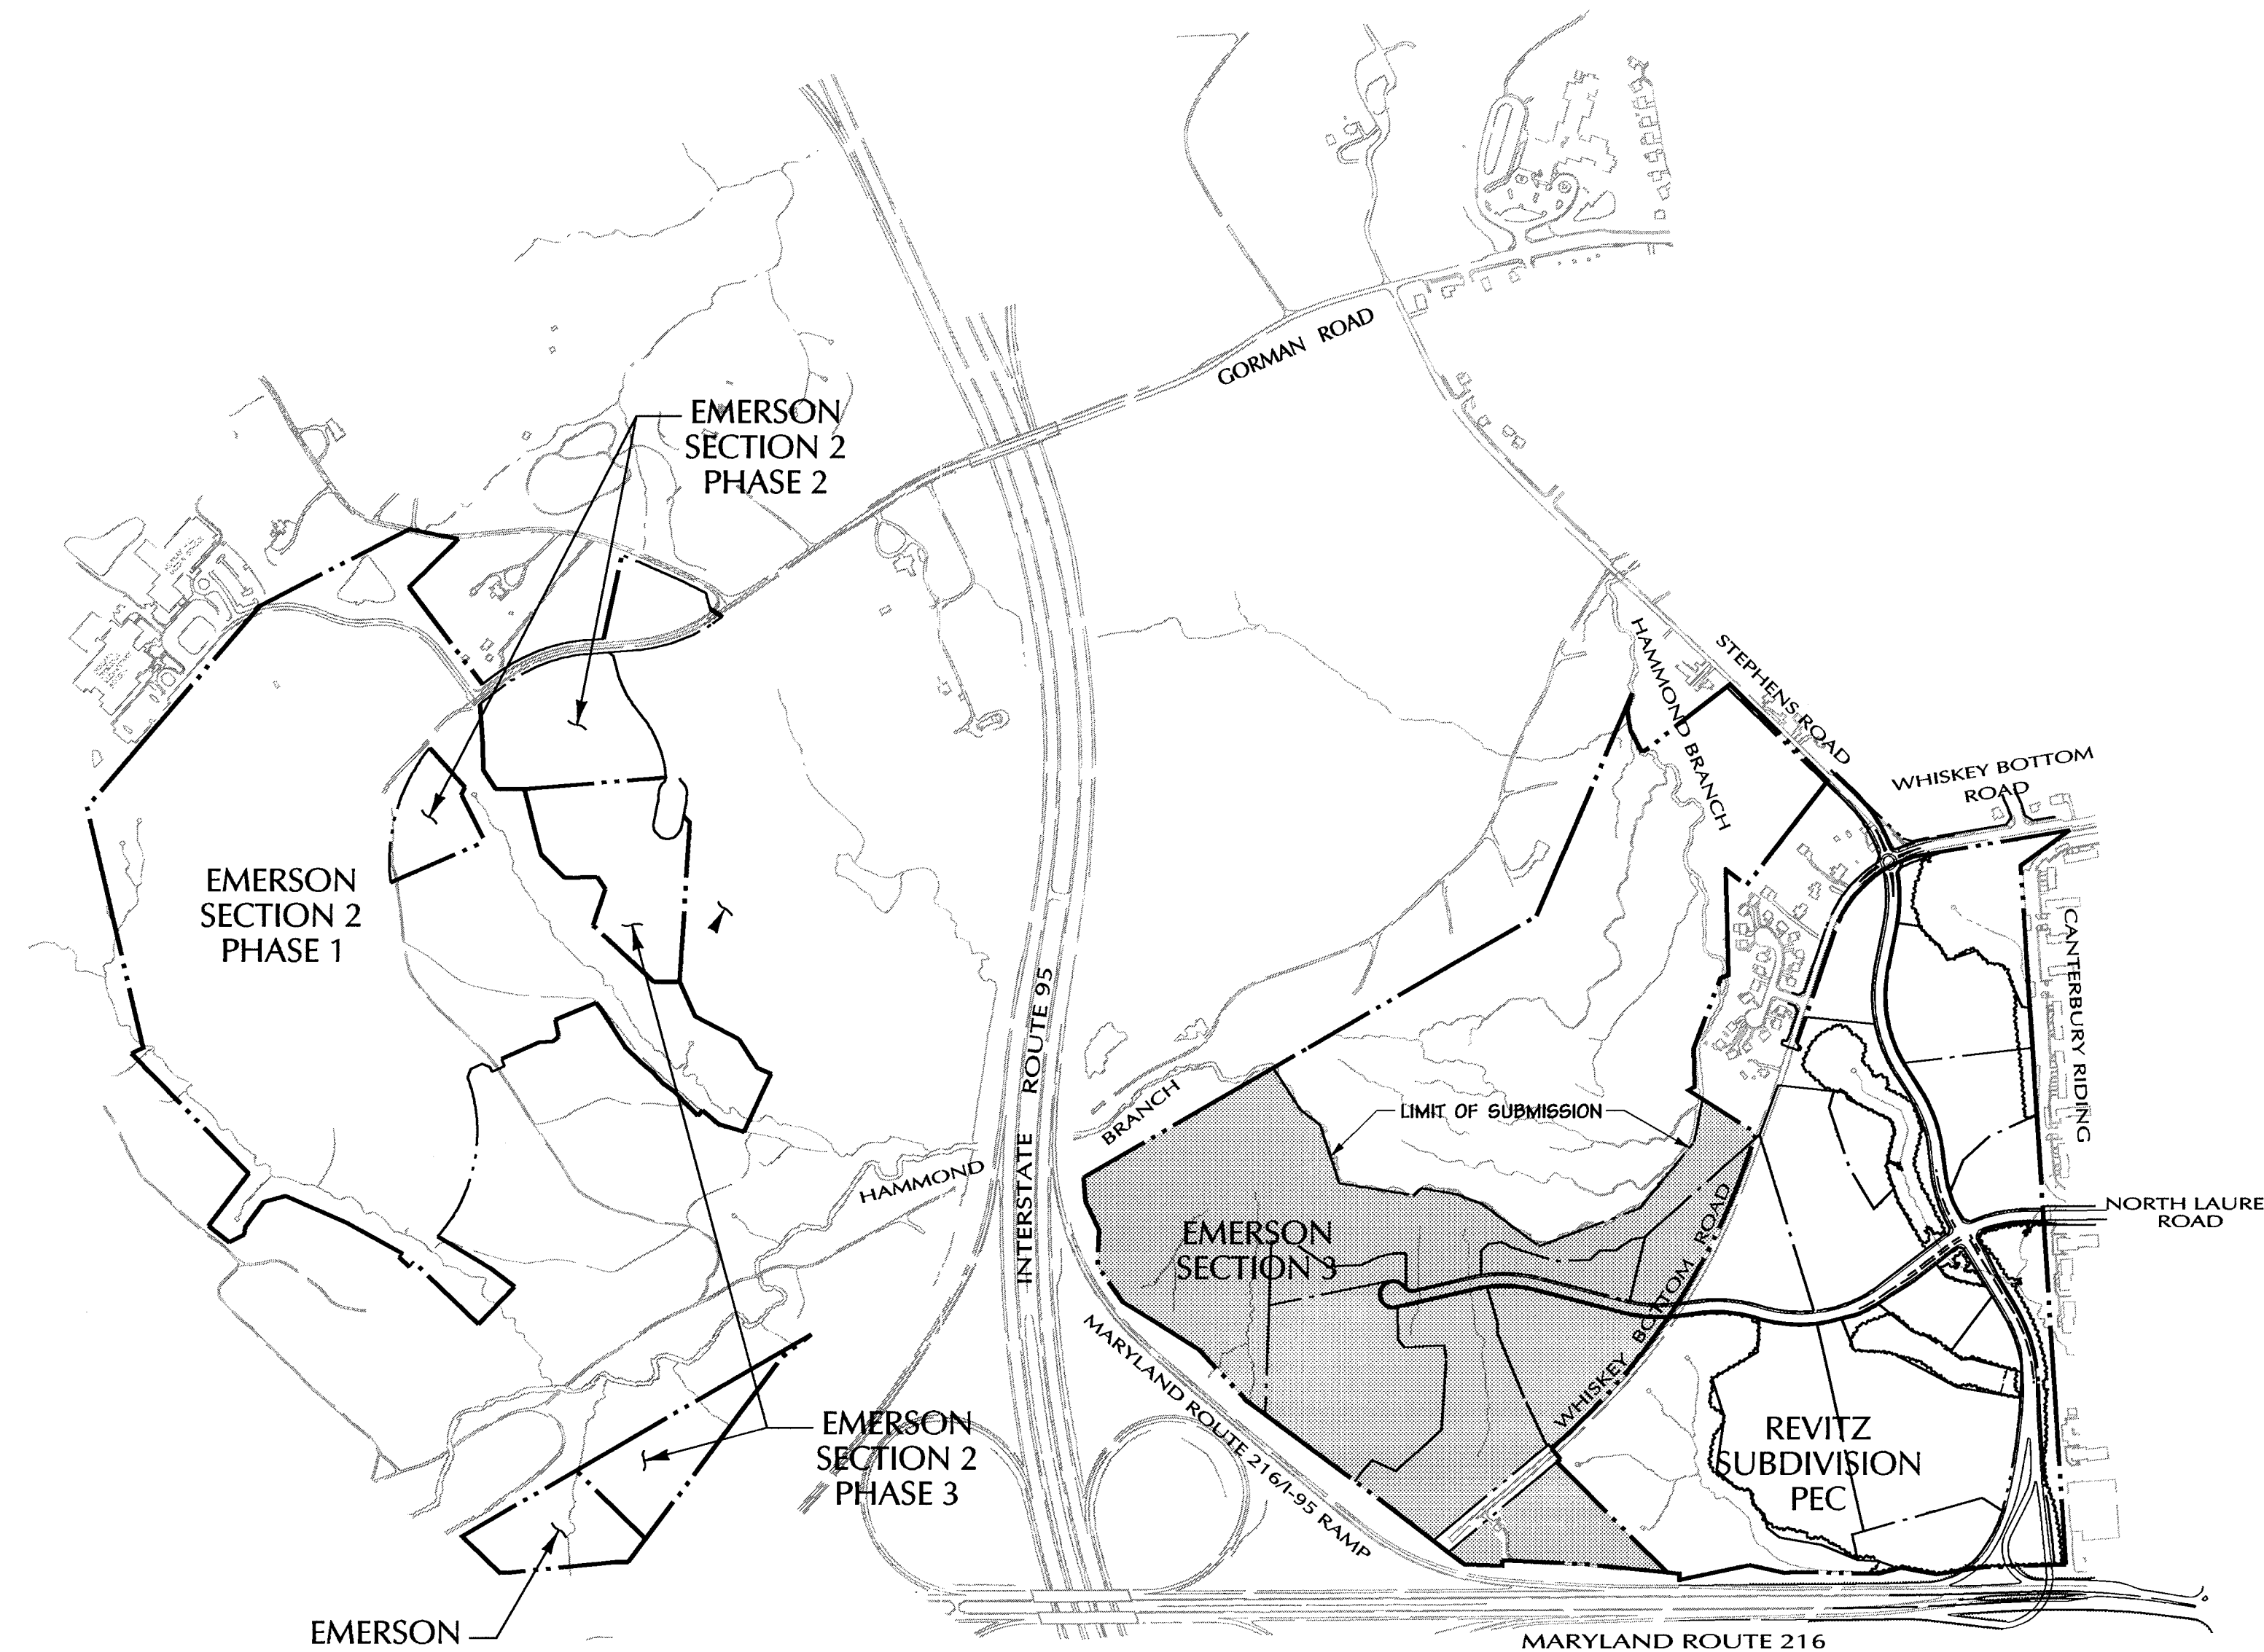 GORMAN ROAD
EMERSON
SECTION 2
PHASE 2
HAMMOND BRANCH
STEPHENS ROAD
WHISKEY BOTTOM
ROAD
EMERSON
SECTION 2
PHASE 1
CANTERBURY RIDING
INTERSTATE ROUTE 95
BRANCH
LIMIT OF SUBMISSION
HAMMOND
NORTH LAURE
ROAD
EMERSON
SECTION 3
WHISKEY BOTTOM ROAD
MARYLAND ROUTE 216/I-95 RAMP
EMERSON
SECTION 2
PHASE 3
REVITZ
SUBDIVISION
PEC
EMERSON
MARYLAND ROUTE 216